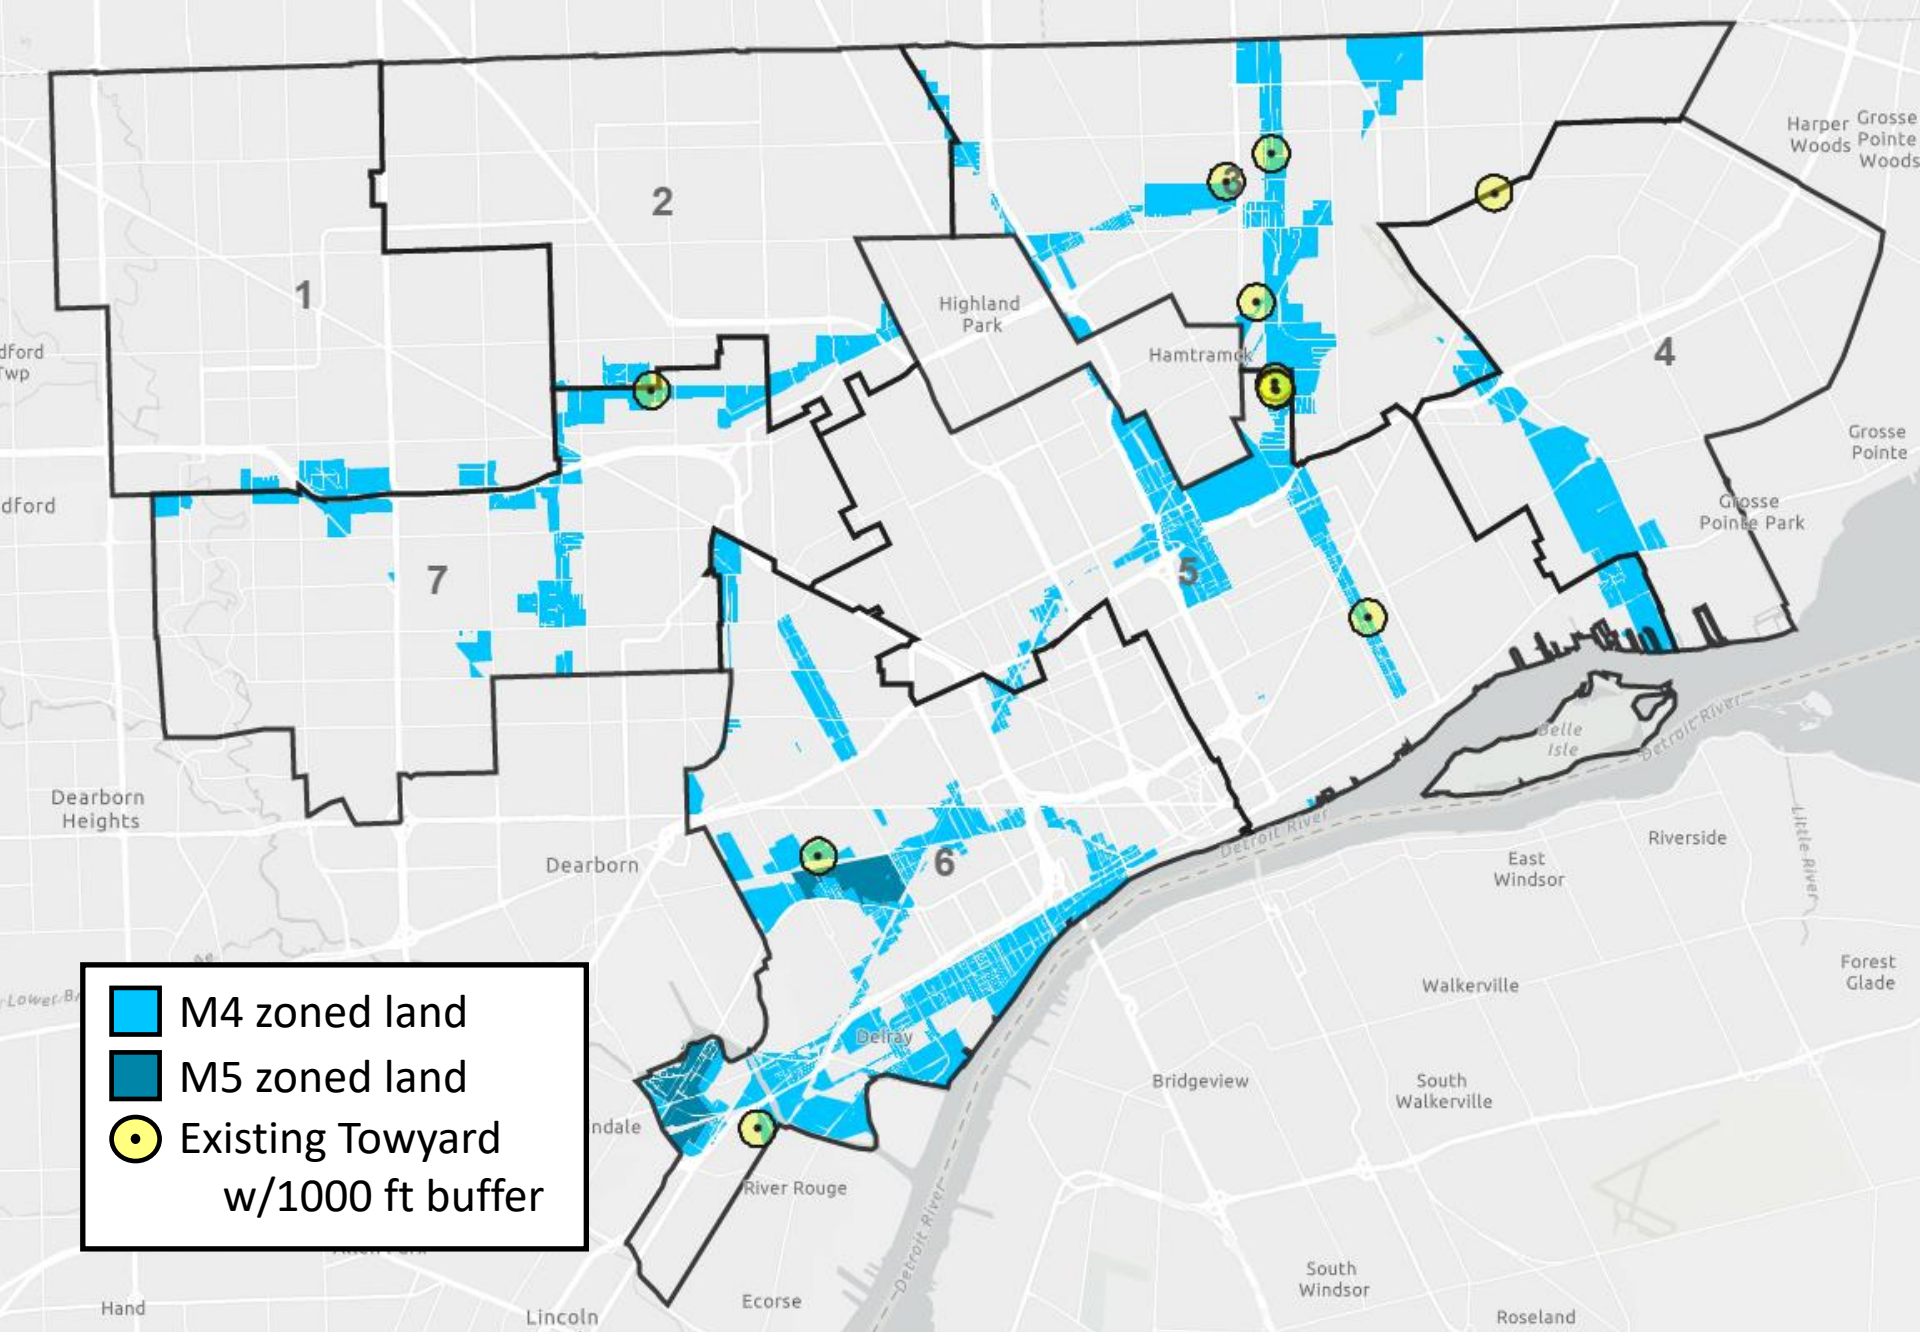 Harper Woods
Grosse Pointe Woods
2
3
1
Highland Park
4
dford
Twp
Hamtramck
Grosse Pointe
dford
Grosse Pointe Park
7
5
Belle Isle
Detroit River
Dearborn Heights
Detroit River
Little River
Riverside
Dearborn
6
East Windsor
Forest Glade
Walkerville
M4 zoned land
M5 zoned land
Existing Towyard
w/1000 ft buffer
Delray
Bridgeview
South Walkerville
ndale
River Rouge
Detroit River
South Windsor
Ecorse
Hand
Lincoln
Roseland